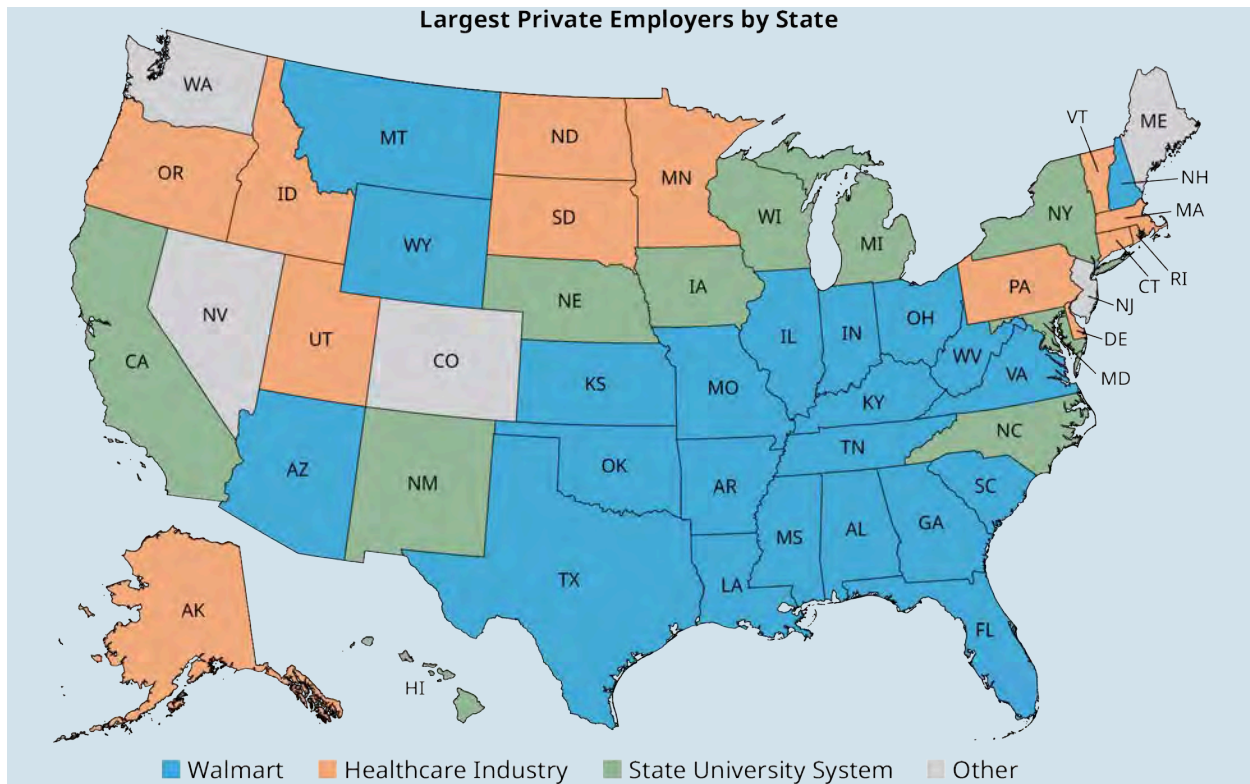 Largest Private Employers by State
WA
MT
ND
MN
OR
ID
SD
WY
WI
MI
VT
ME
NH
NY
MA
CT
RI
NJ
PA
DE
MD
NV
UT
CO
NE
IA
CA
KS
MO
IL
IN
OH
WV
VA
KY
NC
TN
SC
AZ
NM
OK
AR
MS
AL
GA
TX
LA
FL
AK
HI
Walmart
Healthcare Industry
State University System
Other